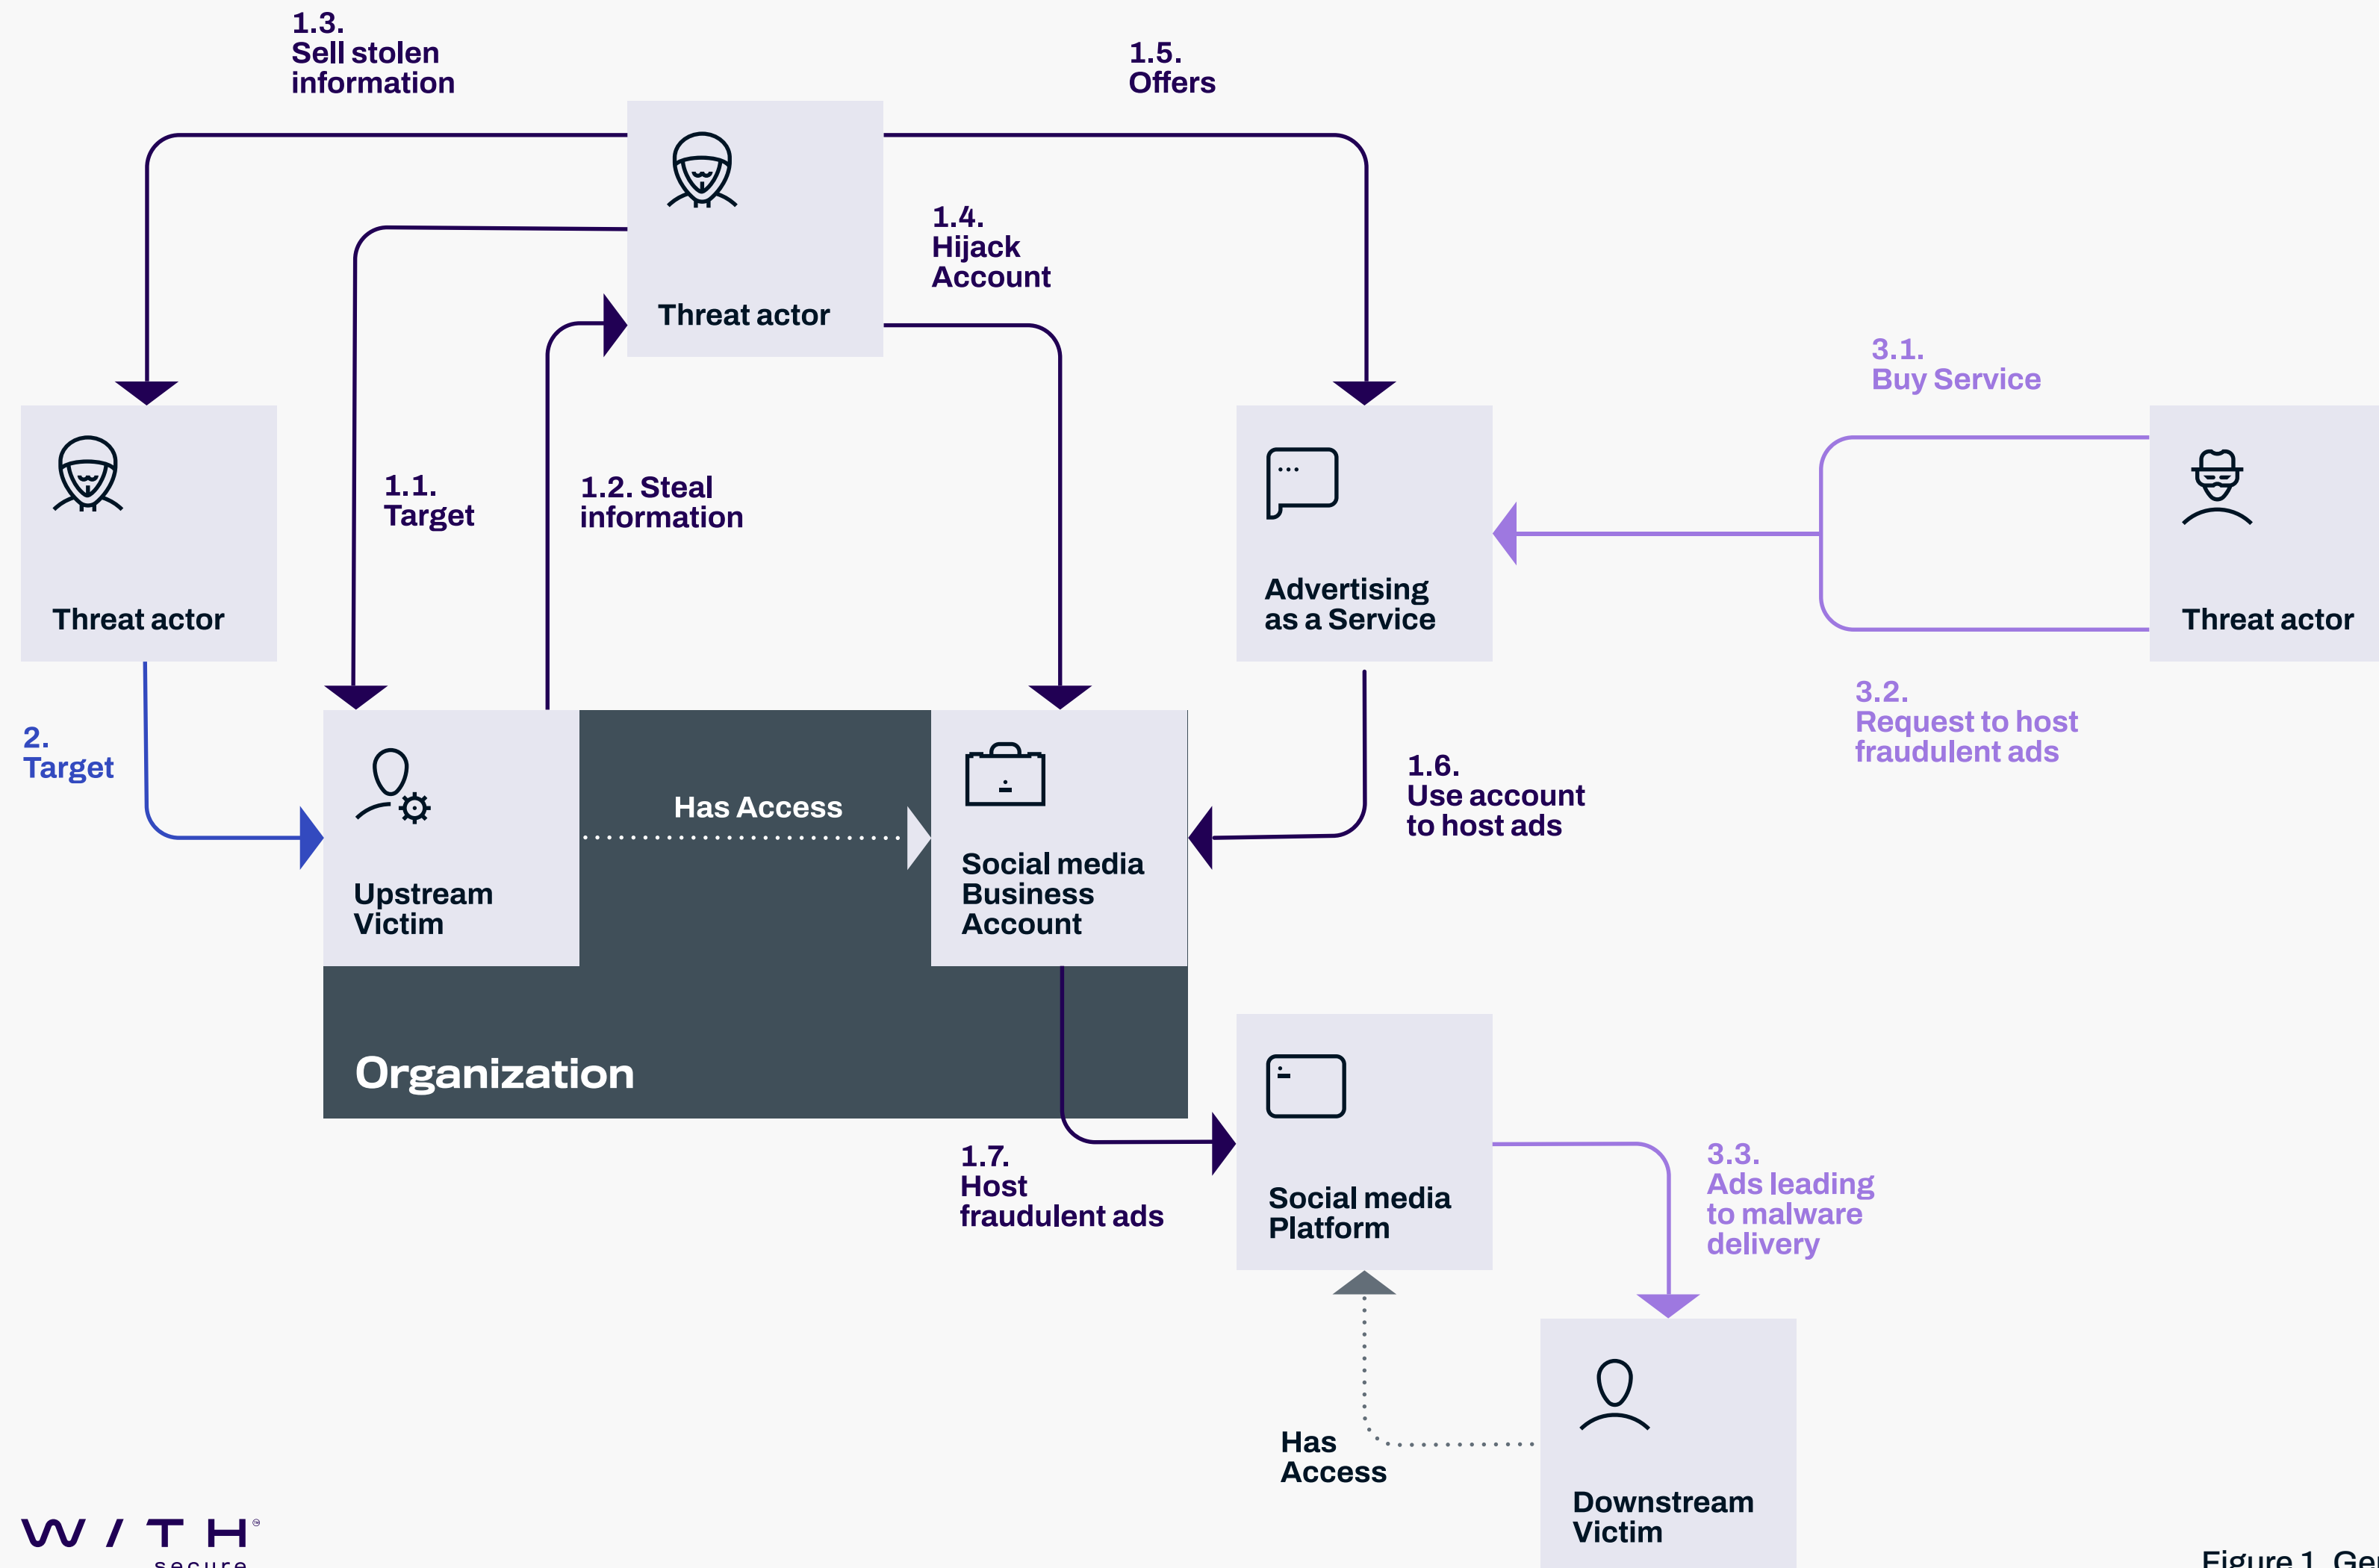 1.3.
Sell stolen
information
1.5.
Offers
1.4.
Hijack
Account
Threat actor
3.1.
Buy Service
1.1.
Target
1.2. Steal
information
Threat actor
Advertising
as a Service
Threat actor
2.
Target
3.2.
Request to host
fraudulent ads
1.6.
Use account
to host ads
Has Access
Upstream
Victim
Social media
Business
Account
Organization
1.7.
Host
fraudulent ads
Social media
Platform
3.3.
Ads leading
to malware
delivery
Has
Access
Downstream
Victim
W / T H
secure
Figure 1. Ge